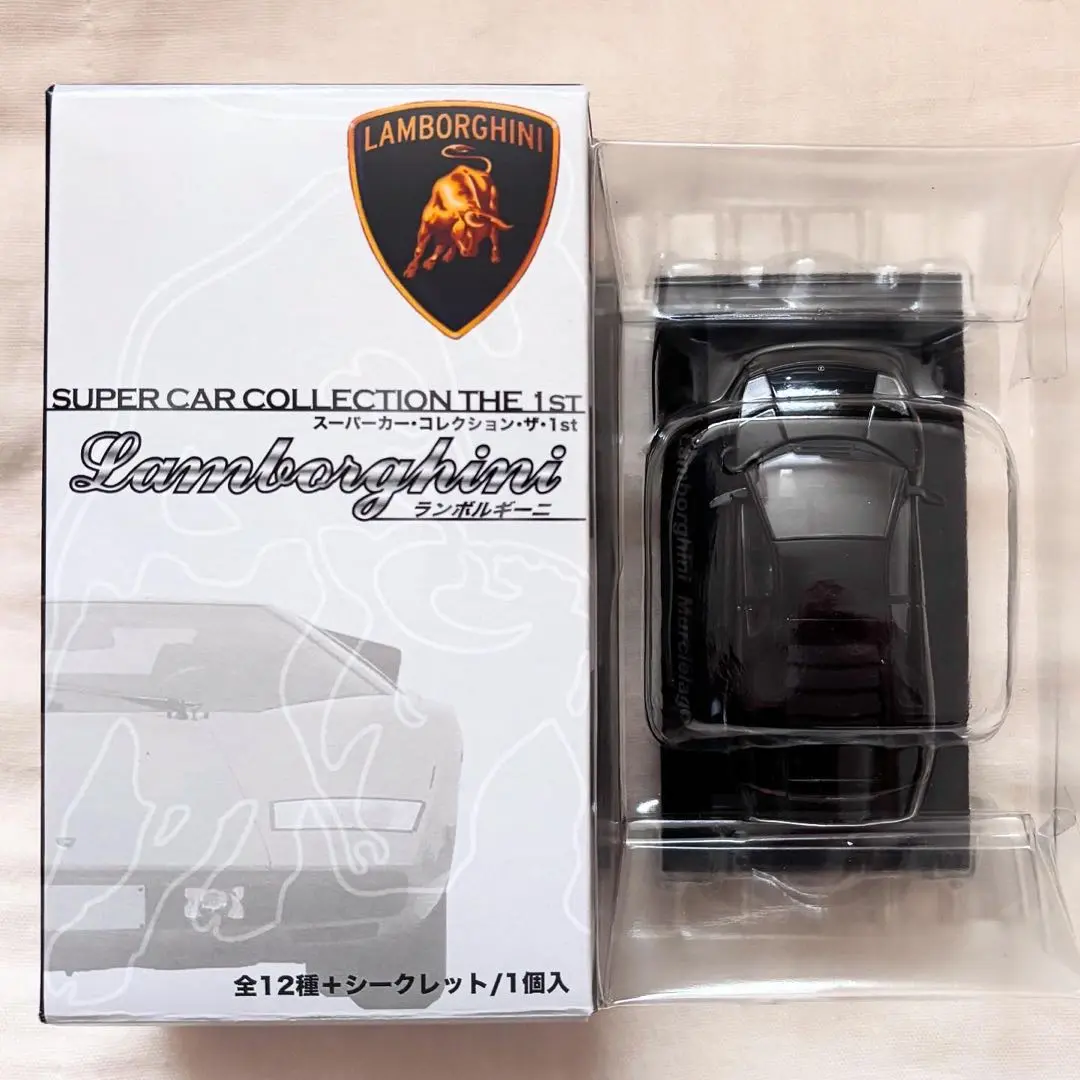 LAMBORGHINI
SUPER CAR COLLECTION THE 1ST
スーパーカー・コレクション・ザ・1st
Lamborghini
ランボルギーニ
全12種+シークレット/1個入
Lamborghini Murcielago